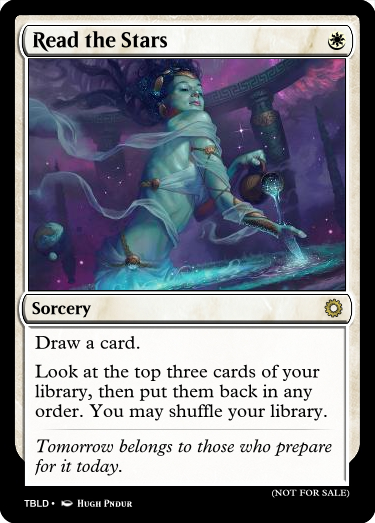 Read the Stars
Sorcery
Draw a card.
Look at the top three cards of your
library, then put them back in any
order. You may shuffle your library.
Tomorrow belongs to those who prepare
for it today.
(NOT FOR SALE)
TBLD • Hugh Pndur